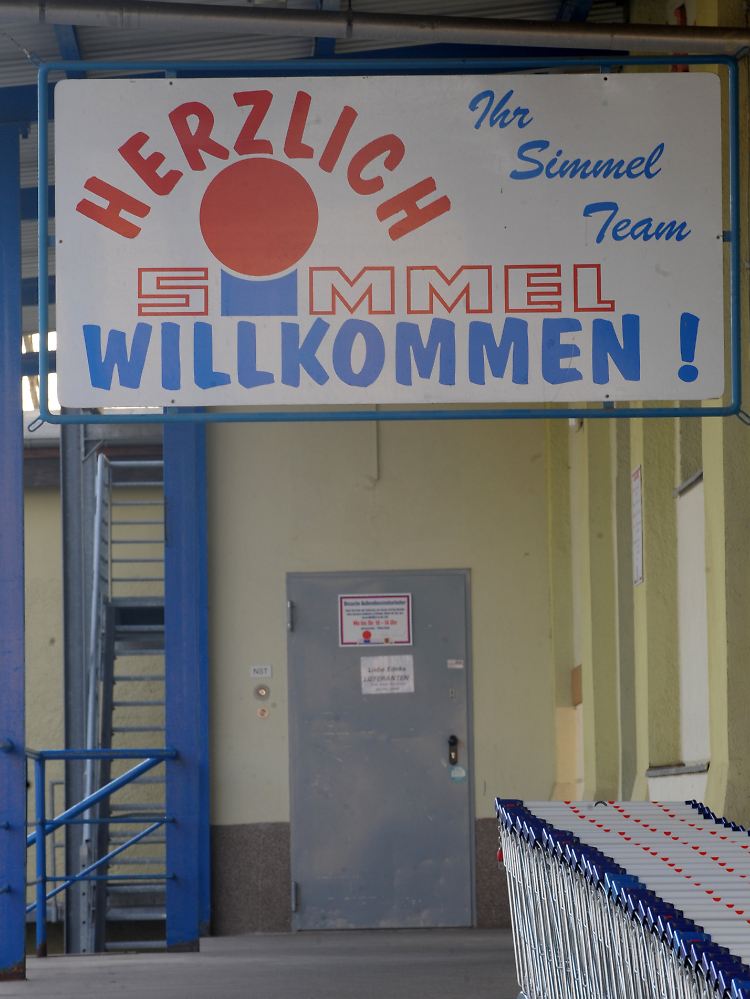 HERZLICH
Ihr
Simmel
Team
SIMMEL
WILLKOMMEN !
NST
LIEFERANTEN